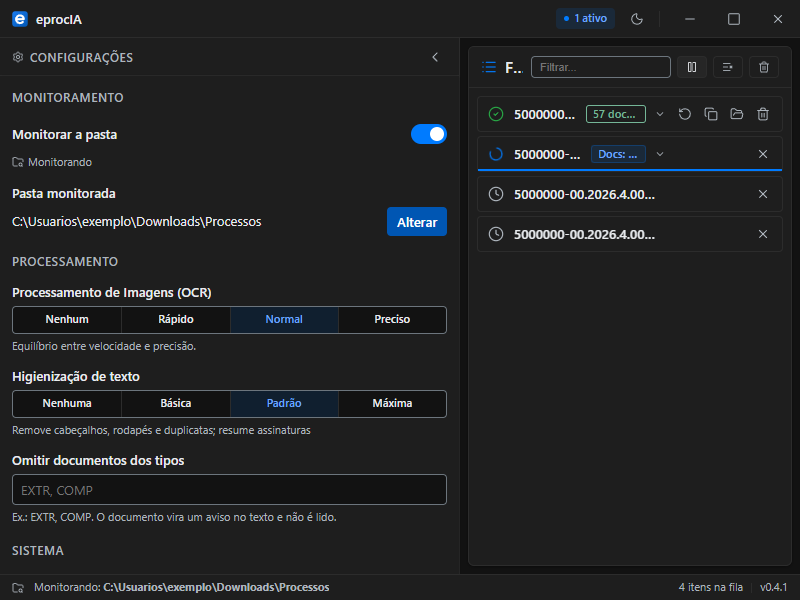 eprocIA
1 ativo
CONFIGURAÇÕES
MONITORAMENTO
Monitorar a pasta
Monitorando
Pasta monitorada
C:\Usuarios\exemplo\Downloads\Processos
Alterar
PROCESSAMENTO
Processamento de Imagens (OCR)
Nenhum Rápido Normal Preciso
Equilíbrio entre velocidade e precisão.
Higienização de texto
Nenhuma Básica Padrão Máxima
Remove cabeçalhos, rodapés e duplicatas; resume assinaturas
Omitir documentos dos tipos
EXTR, COMP
Ex.: EXTR, COMP. O documento vira um aviso no texto e não é lido.
SISTEMA
F... Filtrar...
5000000... 57 doc...
5000000-... Docs: ...
5000000-00.2026.4.00...
5000000-00.2026.4.00...
Monitorando: C:\Usuarios\exemplo\Downloads\Processos
4 itens na fila v0.4.1